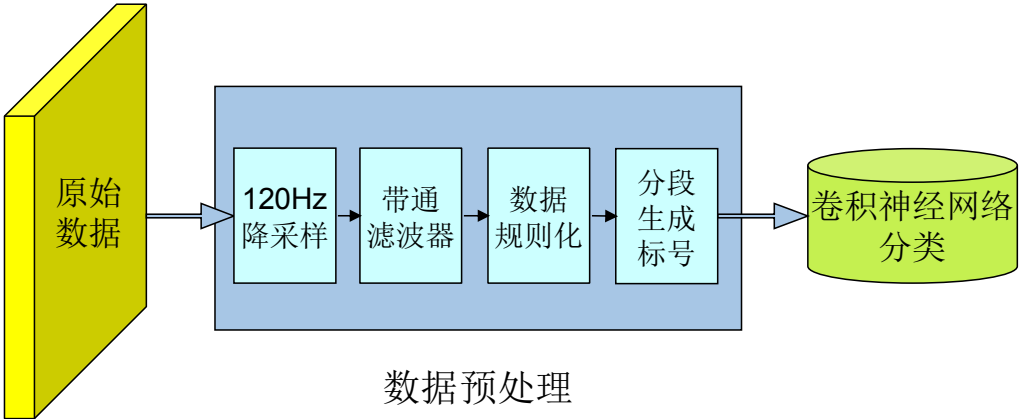 原始
数据
120Hz
降采样
带通
滤波器
数据
规则化
分段
生成
标号
卷积神经网络
分类
数据预处理